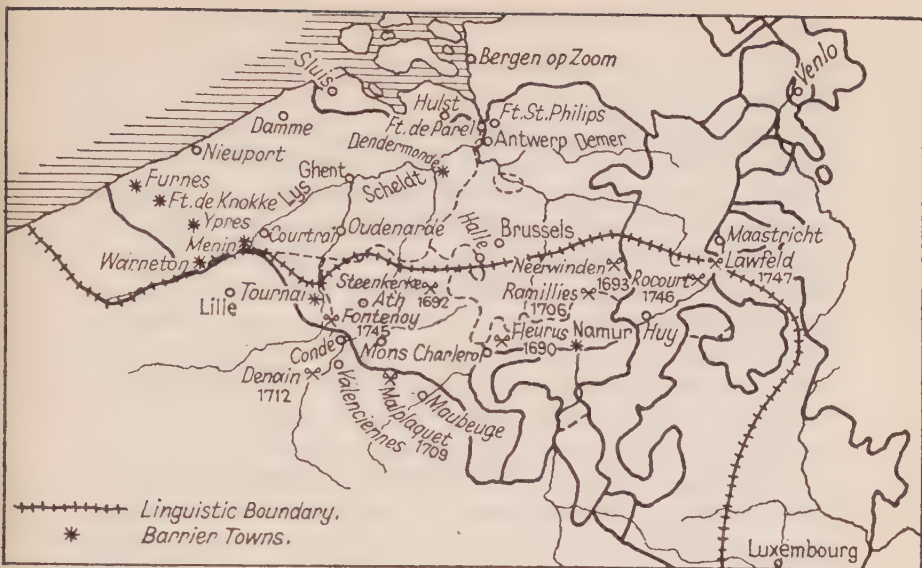 Bergen op Zoom
Venlo
Sluis
Hulst
Ft. St. Philips
Damme
Ft. de Parel
Antwerp Demer
Dendermonde
Nieuport
Ghent
Lys
Scheldt
Furnes
Ft. de Knokke
Ypres
Menin
Courtrai
Oudenarde
Halle
Brussels
Maastricht
Warneton
Neerwinden
1693
Lawfeld
1747
Rocourt
1746
Steenkerke
1692
Ramillies
1706
Lille
Tournai
Ath
Fontenoy
1745
Huy
Fleurus
1690
Namur
Conde
Mons
Charleroi
Denain
1712
Valenciennes
Malplaquet
1709
Maubeuge
Linguistic Boundary.
Barrier Towns.
Luxembourg